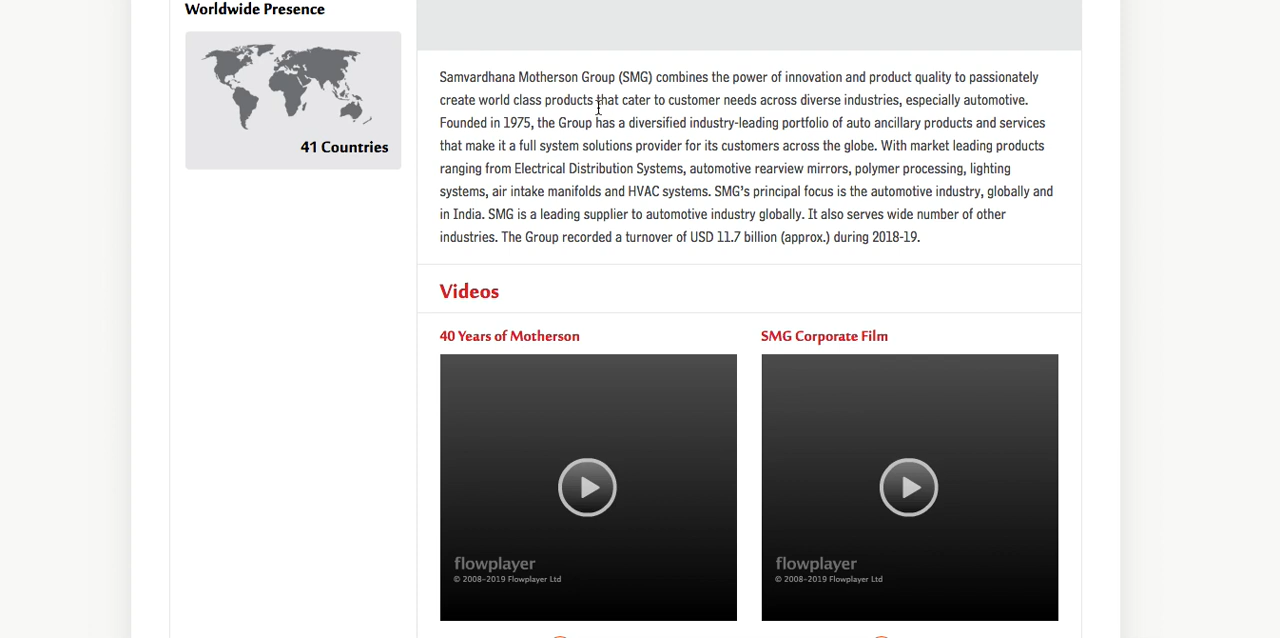 Worldwide Presence
41 Countries
Samvardhana Motherson Group (SMG) combines the power of innovation and product quality to passionately
create world class products that cater to customer needs across diverse industries, especially automotive.
Founded in 1975, the Group has a diversified industry-leading portfolio of auto ancillary products and services
that make it a full system solutions provider for its customers across the globe. With market leading products
ranging from Electrical Distribution Systems, automotive rearview mirrors, polymer processing, lighting
systems, air intake manifolds and HVAC systems. SMG's principal focus is the automotive industry, globally and
in India. SMG is a leading supplier to automotive industry globally. It also serves wide number of other
industries. The Group recorded a turnover of USD 11.7 billion (approx.) during 2018-19.
Videos
40 Years of Motherson
SMG Corporate Film
flowplayer
© 2008-2019 Flowplayer Ltd
flowplayer
© 2008-2019 Flowplayer Ltd